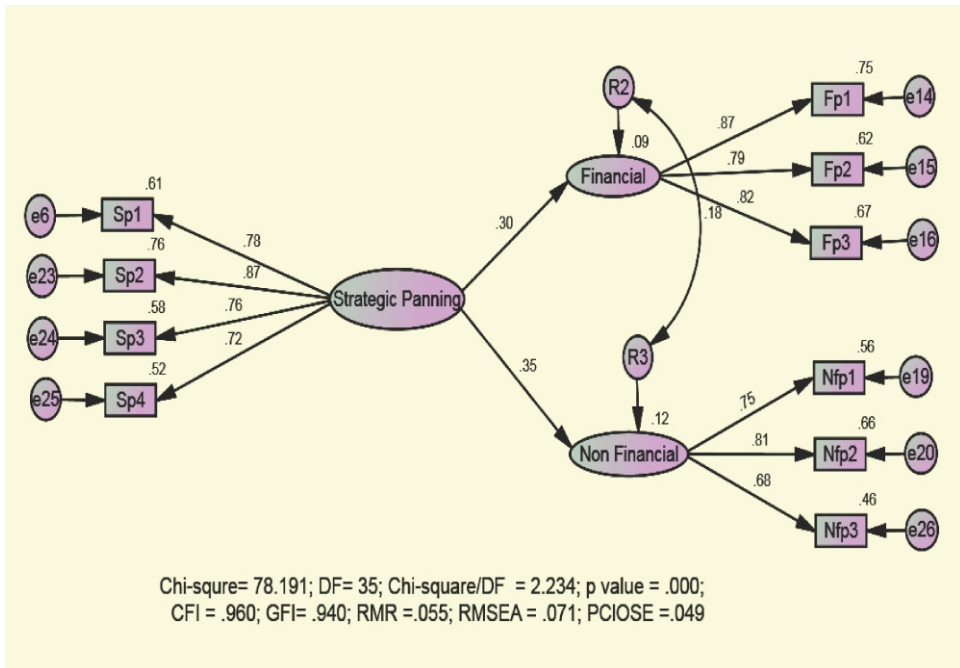 .75
R2
Fp1
e14
.87
.09
.62
Financial
.79
Fp2
e15
.61
.82
.18
.67
e6
Sp1
.30
Fp3
e16
.78
.76
e23
Sp2
.87
Strategic Panning
.58
.76
e24
Sp3
.72
R3
.56
.52
.35
Nfp1
e19
e25
Sp4
.75
.12
.66
.81
Non Financial
Nfp2
e20
.68
.46
Nfp3
e26
Chi-squre= 78.191; DF= 35; Chi-square/DF = 2.234; p value = .000;
CFI = .960; GFI= .940; RMR =.055; RMSEA = .071; PCIOSE =.049